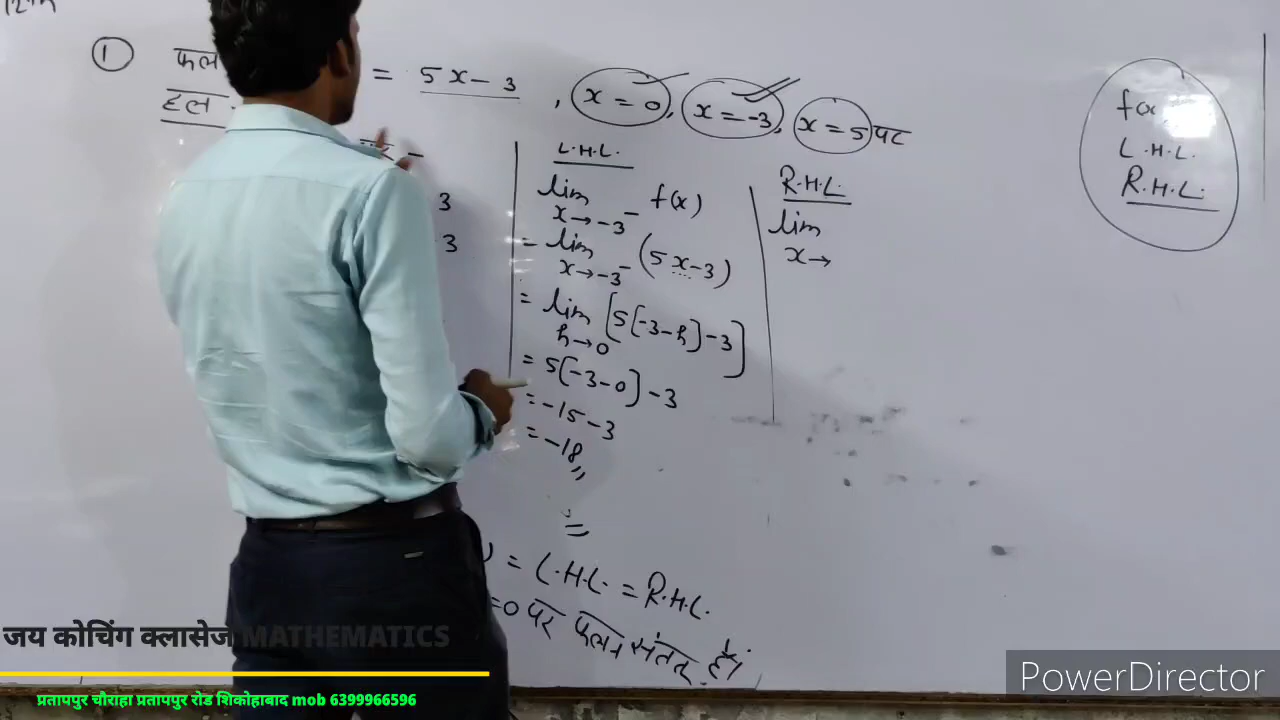 ① फल = 5x - 3 , x = 0, x = -3, x = 5 पर
हल
3
3
L.H.L.
lim f(x)
x → -3⁻
= lim (5x-3)
x → -3⁻
= lim [5[-3-h]-3]
h → 0
= 5[-3-0]-3
= -15-3
= -18,,
=
= L.H.L. = R.H.L.
=0 पर फलन संतत है।
R.H.L.
lim
x →
f(x
L.H.L.
R.H.L.
जय कोचिंग क्लासेज MATHEMATICS
प्रतापपुर चौराहा प्रतापपुर रोड शिकोहाबाद mob 6399966596
PowerDirector